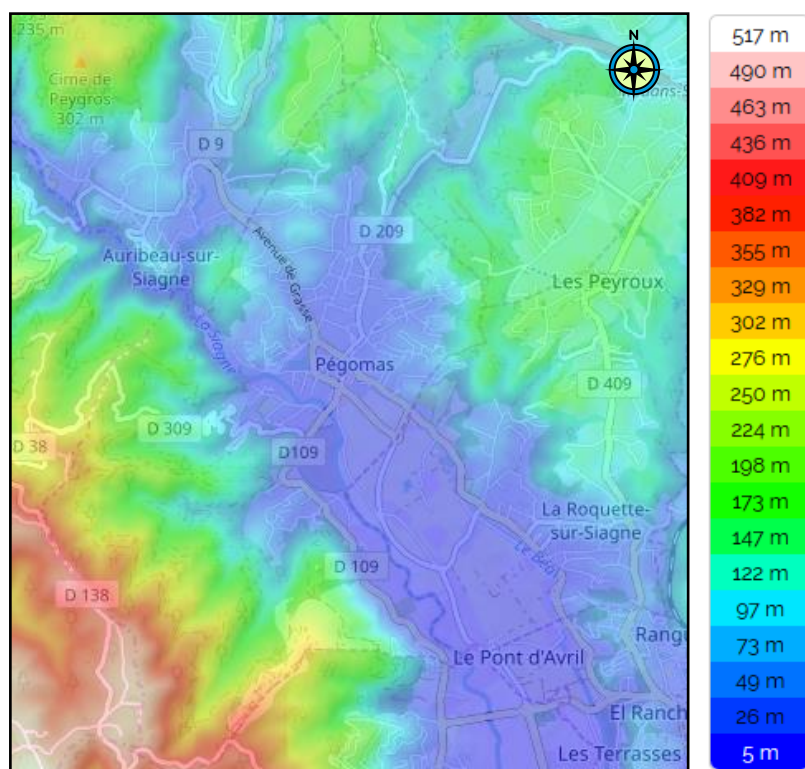 235 m
Cime de
Peygros
302 m
N
D 9
D 209
Avenue de Grasse
Auribeau-sur-
Siagne
Les Peyroux
La Siagne
Pégomas
D 409
D 309
D 38
D109
La Roquette-
sur-Siagne
Le Béal
D 109
D 138
Le Pont d'Avril
Rangu
El Ranch
Les Terrasses
517 m
490 m
463 m
436 m
409 m
382 m
355 m
329 m
302 m
276 m
250 m
224 m
198 m
173 m
147 m
122 m
97 m
73 m
49 m
26 m
5 m